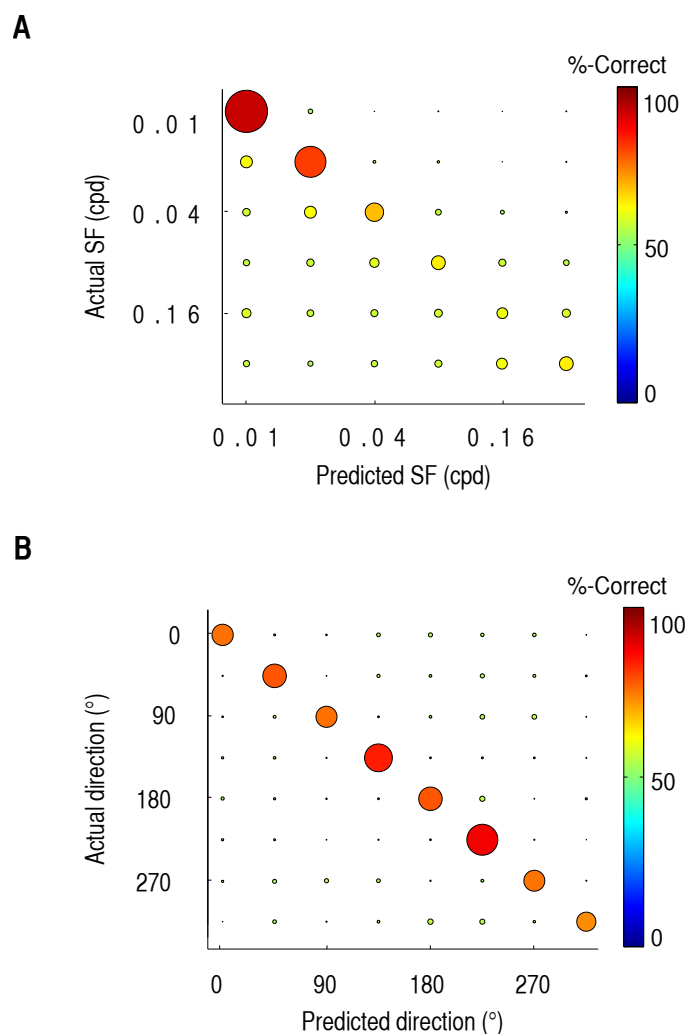 A
%-Correct
100
50
0
Actual SF (cpd)
0.01
0.04
0.16
0.01 0.04 0.16
Predicted SF (cpd)
B
%-Correct
100
50
0
Actual direction (°)
0
90
180
270
0 90 180 270
Predicted direction (°)